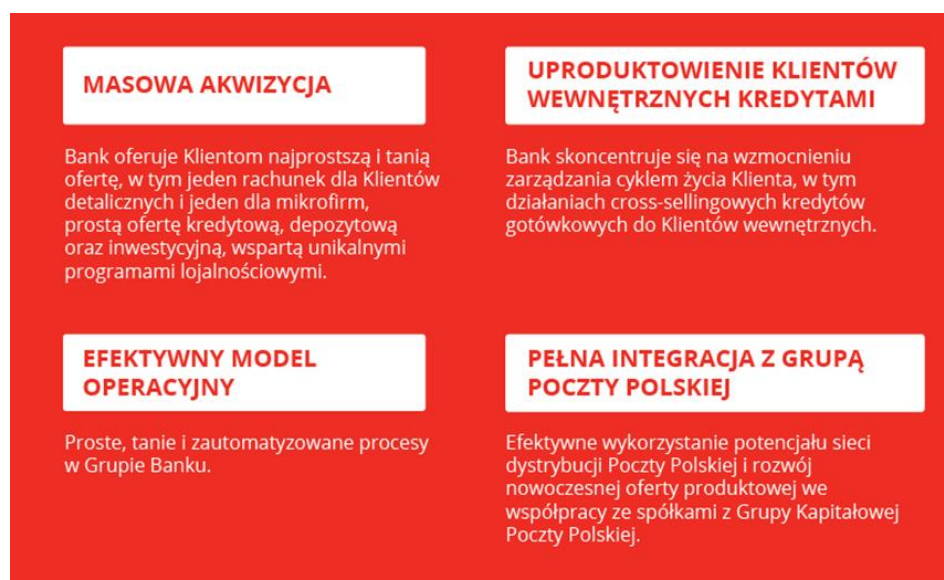 MASOWA AKWIZYCJA
Bank oferuje Klientom najprostszą i tanią
ofertę, w tym jeden rachunek dla Klientów
detalicznych i jeden dla mikrofirm,
prostą ofertę kredytową, depozytową
oraz inwestycyjną, wspartą unikalnymi
programami lojalnościowymi.
UPRODUKTOWIENIE KLIENTÓW
WEWNĘTRZNYCH KREDYTAMI
Bank skoncentruje się na wzmocnieniu
zarządzania cyklem życia Klienta, w tym
działaniach cross-sellingowych kredytów
gotówkowych do Klientów wewnętrznych.
EFEKTYWNY MODEL
OPERACYJNY
Proste, tanie i zautomatyzowane procesy
w Grupie Banku.
PEŁNA INTEGRACJA Z GRUPĄ
POCZTY POLSKIEJ
Efektywne wykorzystanie potencjału sieci
dystrybucji Poczty Polskiej i rozwój
nowoczesnej oferty produktowej we
współpracy ze spółkami z Grupy Kapitałowej
Poczty Polskiej.